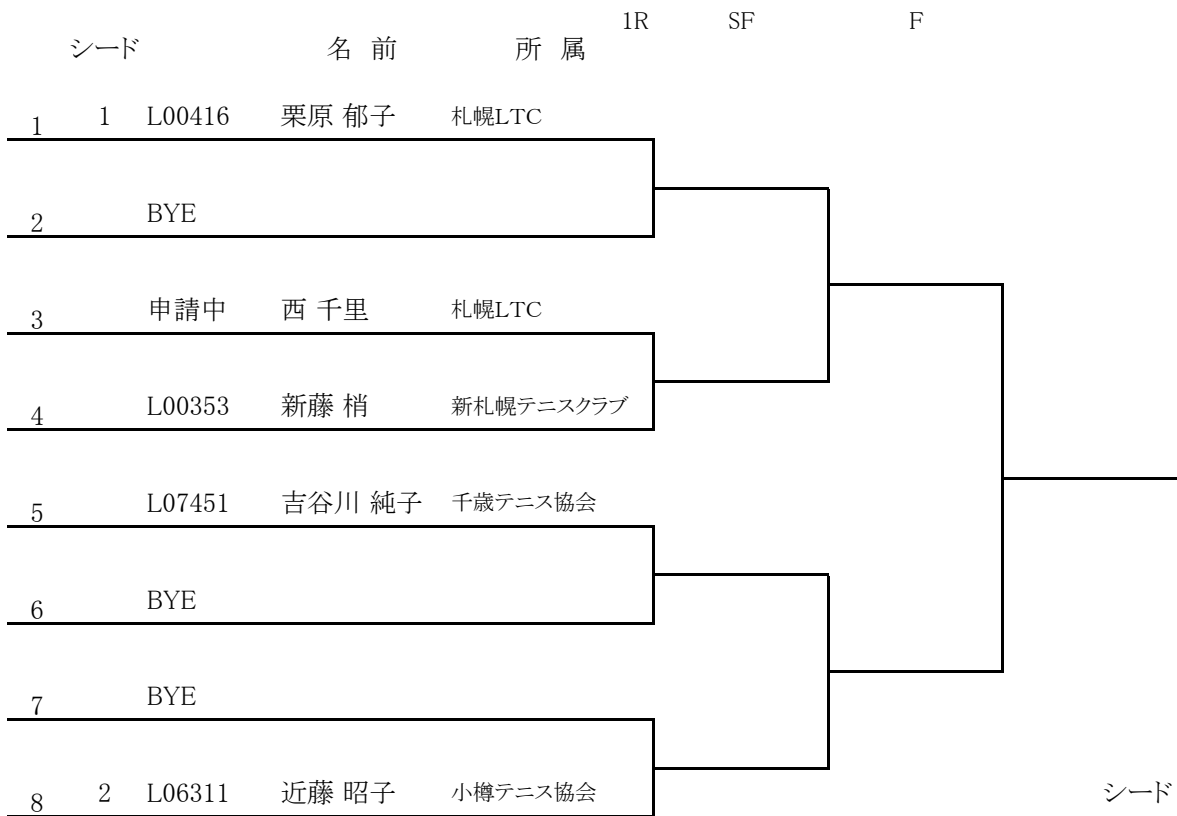 1R SF F
シード 名 前 所 属
1 1 L00416 栗原 郁子 札幌LTC
2 BYE
3 申請中 西 千里 札幌LTC
4 L00353 新藤 梢 新札幌テニスクラブ
5 L07451 吉谷川 純子 千歳テニス協会
6 BYE
7 BYE
8 2 L06311 近藤 昭子 小樽テニス協会 シード